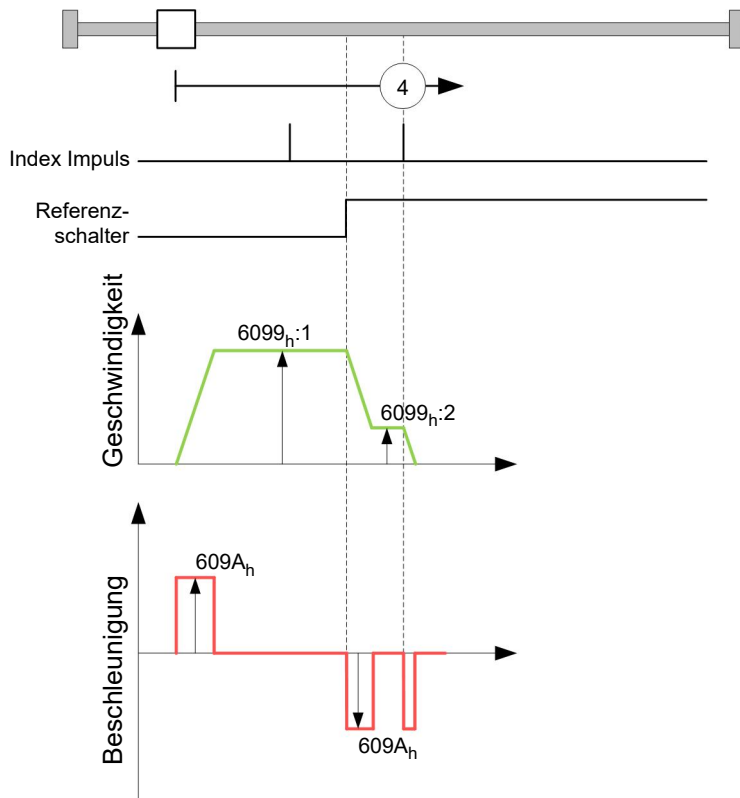 4
Index Impuls
Referenz-
schalter
Geschwindigkeit
6099h:1
6099h:2
Beschleunigung
609Ah
609Ah